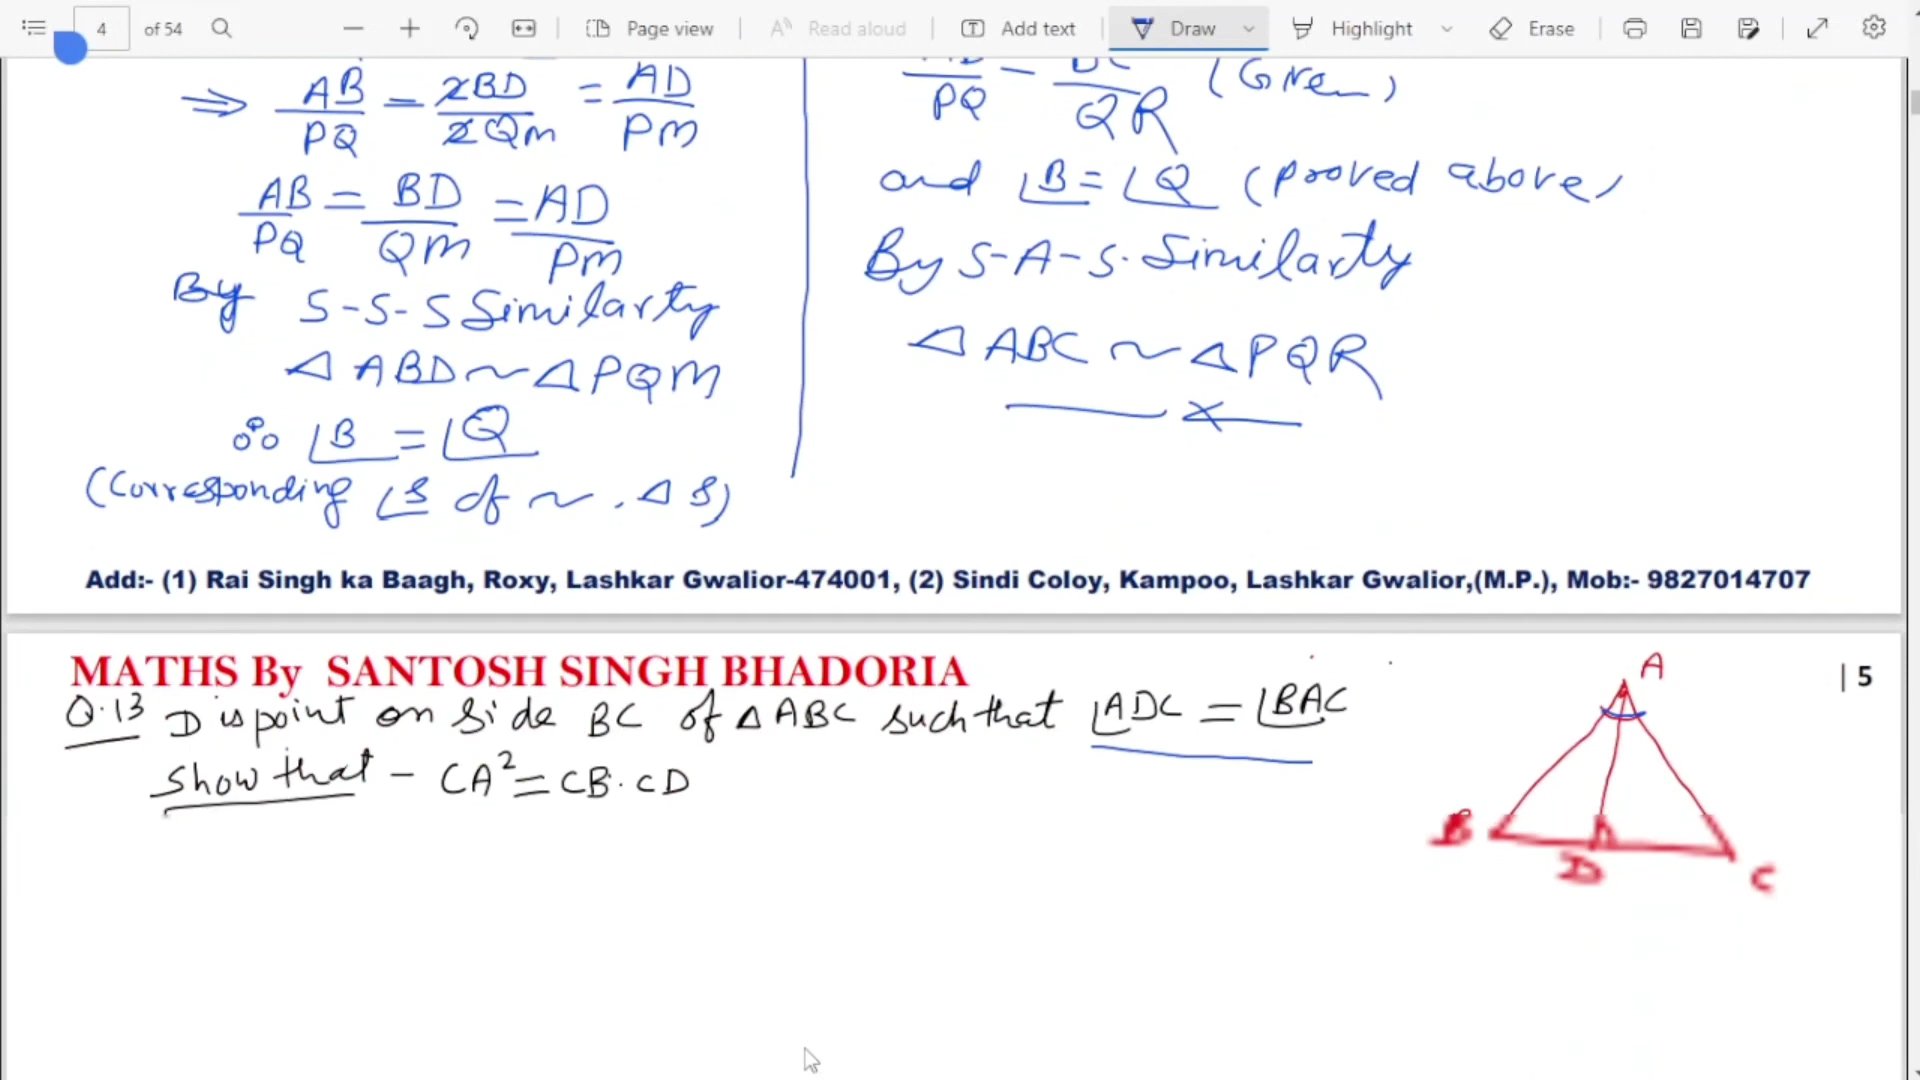 4 of 54 Page view Read aloud Add text Draw Highlight Erase
⇒ AB/PQ = 2BD/2QM = AD/PM
AB/PQ = BD/QM = AD/PM
By S-S-S Similarty
△ABD ~ △PQM
∴ ∠B = ∠Q
(Corresponding ∠s of ~ . △s)
PQ = QR (Given)
and ∠B = ∠Q (proved above)
By S-A-S. Similarty
△ABC ~ △PQR
Add:- (1) Rai Singh ka Baagh, Roxy, Lashkar Gwalior-474001, (2) Sindi Coloy, Kampoo, Lashkar Gwalior,(M.P.), Mob:- 9827014707
MATHS By SANTOSH SINGH BHADORIA
| 5
Q.13 D is point on side BC of △ABC such that ∠ADC = ∠BAC
Show that - CA² = CB.CD
A
B
D
C